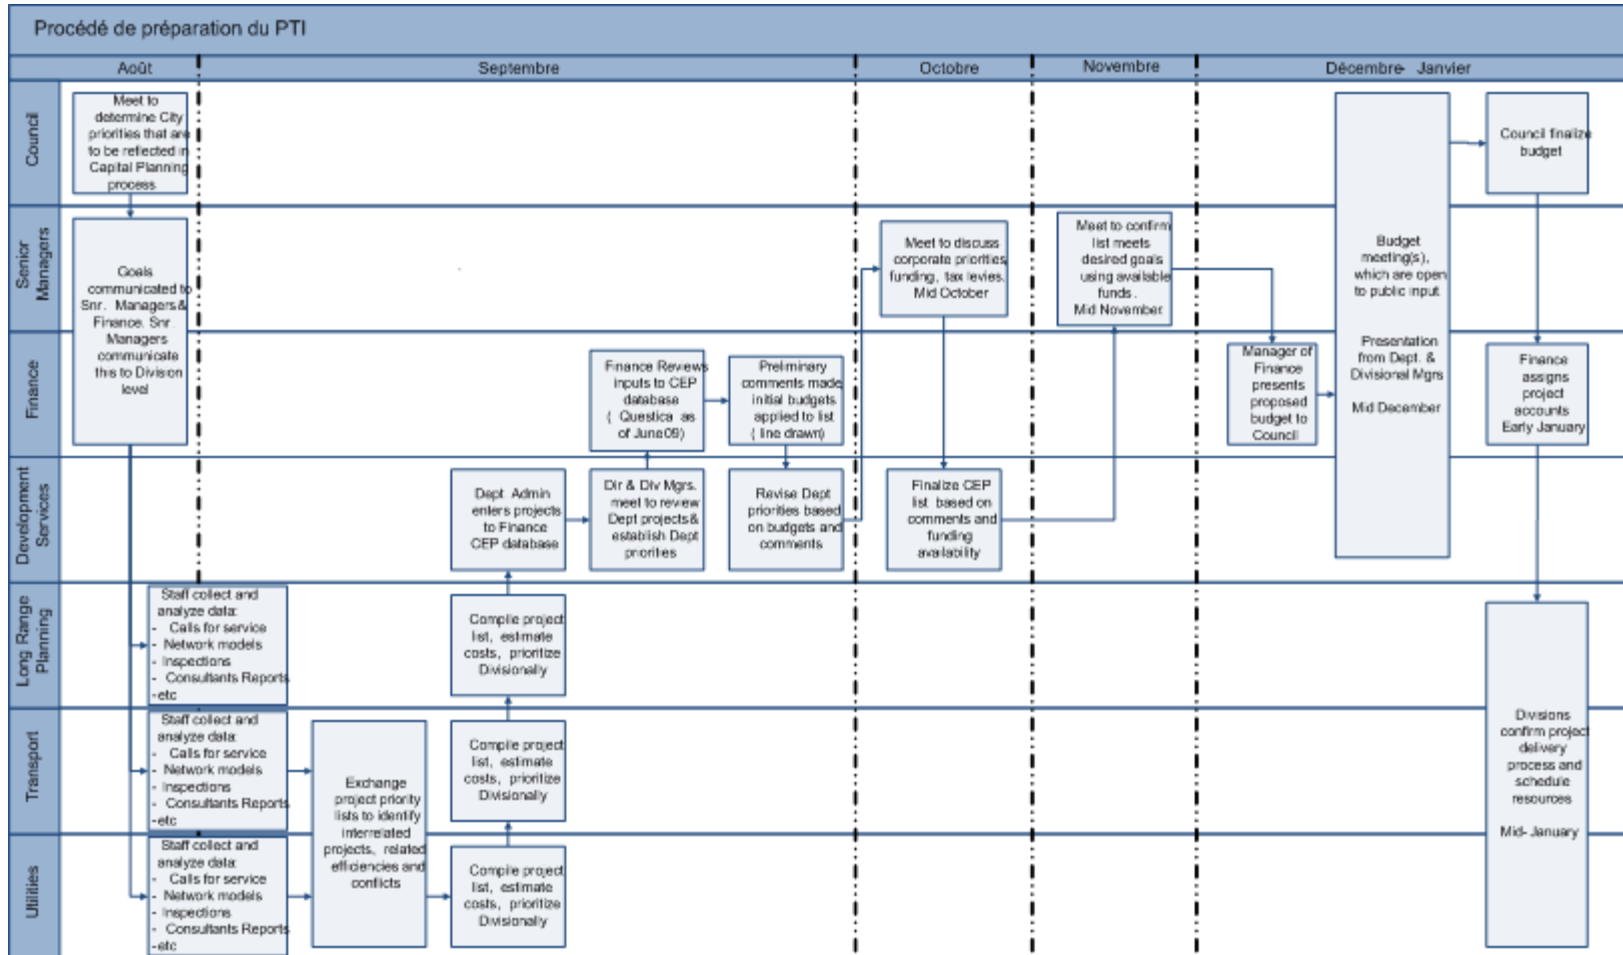 Procédé de préparation du PTI
Août
Septembre
Octobre
Novembre
Décembre- Janvier
Council
Meet to
determine City
priorities that are
to be reflected in
Capital Planning
process
Council finalize
budget
Senior
Managers
Goals
communicated to
Snr. Managers &
Finance. Snr.
Managers
communicate
this to Division
level
Meet to discuss
corporate priorities,
funding, tax levies.
Mid October
Meet to confirm
list meets
desired goals
using available
funds.
Mid November.
Budget
meeting(s),
which are open
to public input
Presentation
from Dept. &
Divisional Mgrs
Mid December
Finance
Finance Reviews
inputs to CEP
database
( Questica as
of June 09)
Preliminary
comments made,
initial budgets
applied to list
( line drawn)
Manager of
Finance
presents
proposed
budget to
Council
Finance
assigns
project
accounts
Early January
Development
Services
Dept Admin
enters projects
to Finance
CEP database
Dir & Div Mgrs.
meet to review
Dept projects &
establish Dept
priorities
Revise Dept
priorities based
on budgets and
comments
Finalize CEP
list based on
comments and
funding
availability
Long Range
Planning
Staff collect and
analyze data:
- Calls for service
- Network models
- Inspections
- Consultants Reports
-etc
Compile project
list, estimate
costs, prioritize
Divisionally
Transport
Staff collect and
analyze data:
- Calls for service
- Network models
- Inspections
- Consultants Reports
-etc
Exchange
project priority
lists to identify
interrelated
projects, related
efficiencies and
conflicts
Compile project
list, estimate
costs, prioritize
Divisionally
Divisions
confirm project
delivery
process and
schedule
resources
Mid- January
Utilities
Staff collect and
analyze data:
- Calls for service
- Network models
- Inspections
- Consultants Reports
-etc
Compile project
list, estimate
costs, prioritize
Divisionally